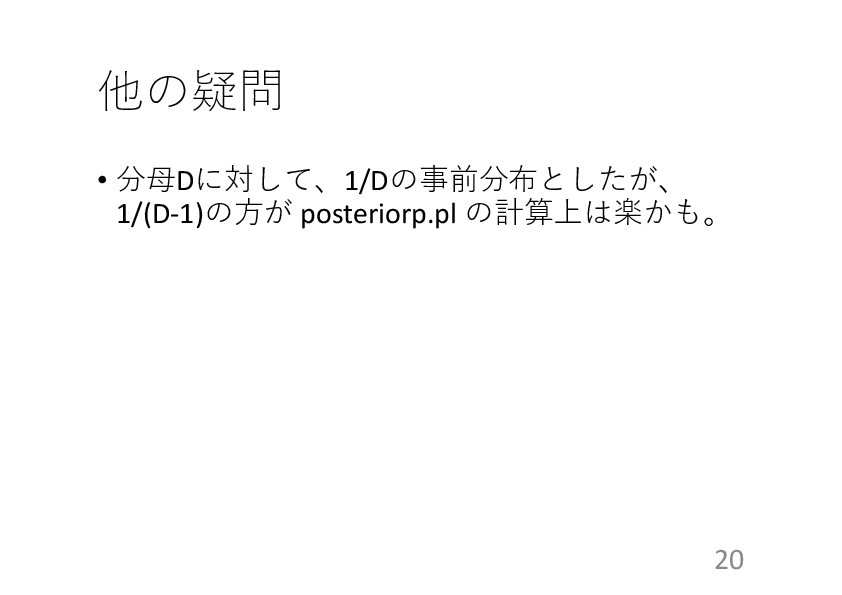 他の疑問
• 分母Dに対して、1/Dの事前分布としたが、
1/(D-1)の方が posteriorp.pl の計算上は楽かも。
20